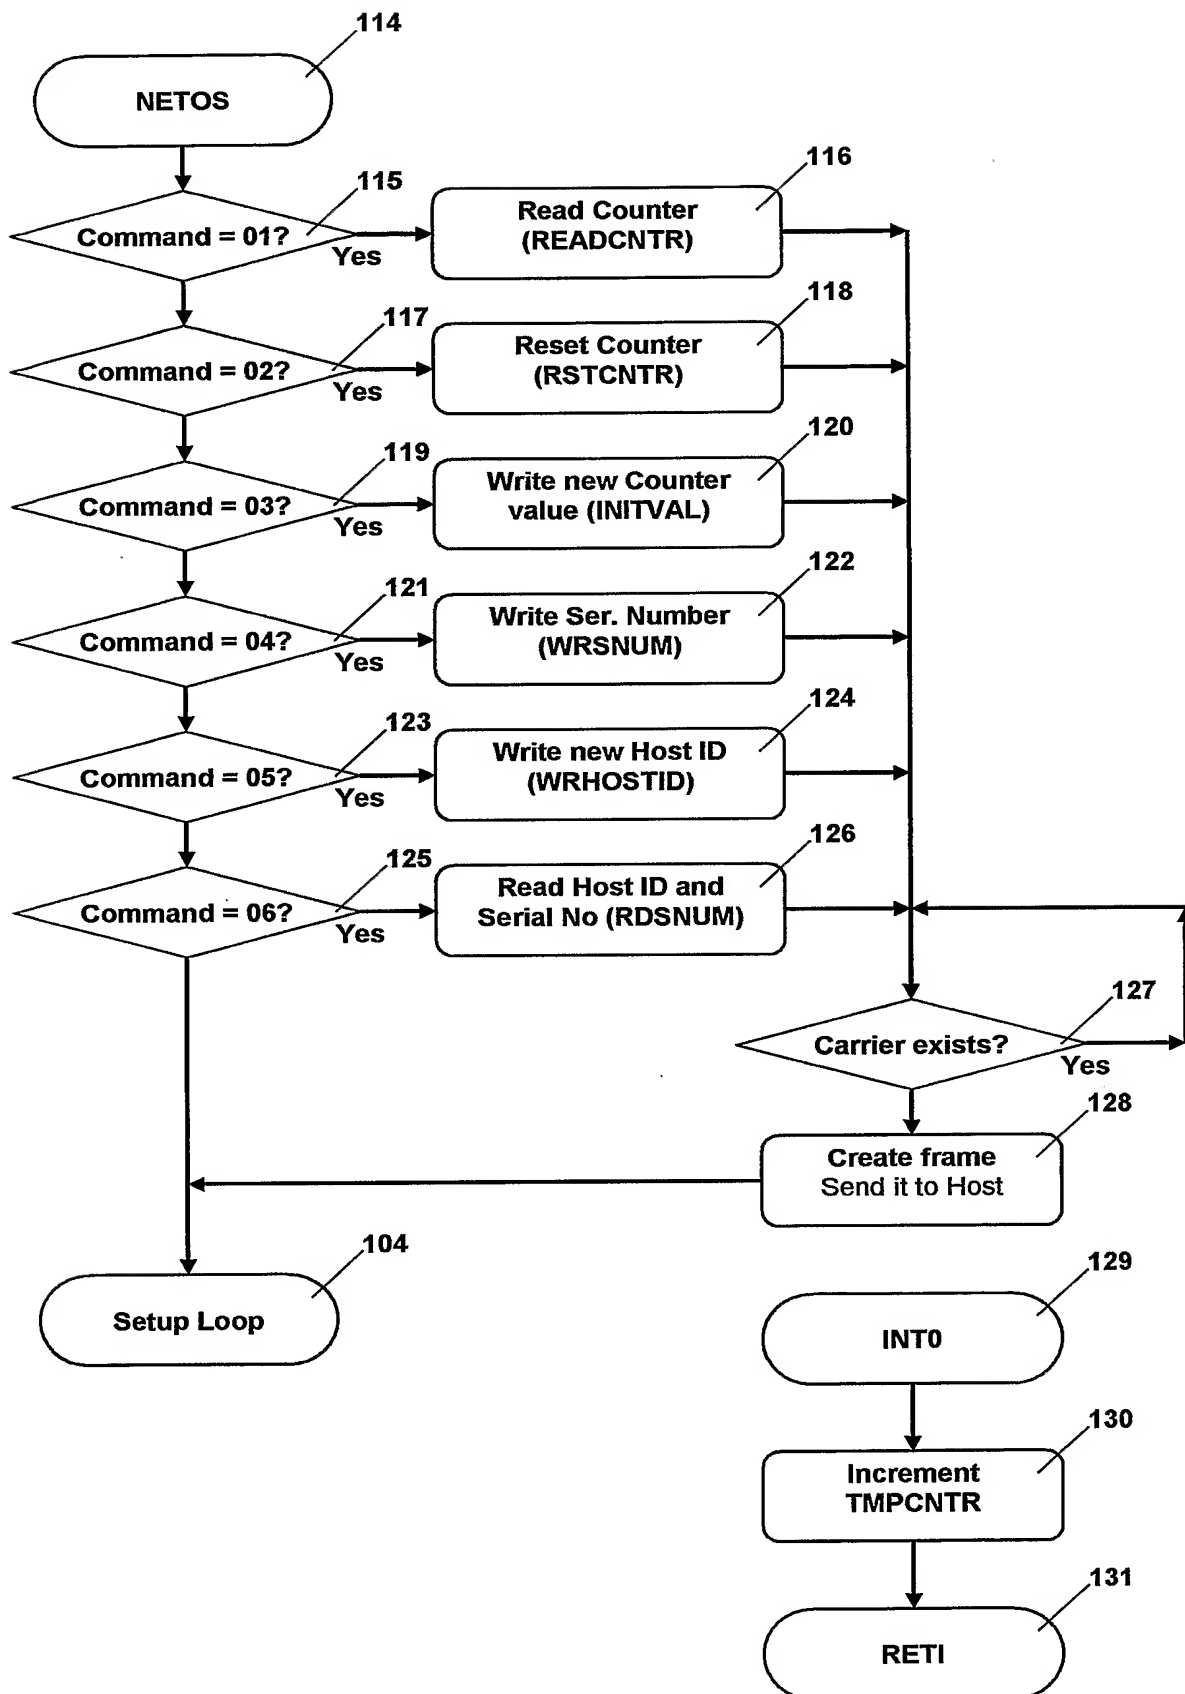 114
NETOS
115
Command = 01?
Yes
116
Read Counter
(READCNTR)
117
Command = 02?
Yes
118
Reset Counter
(RSTCNTR)
119
Command = 03?
Yes
120
Write new Counter
value (INITVAL)
121
Command = 04?
Yes
122
Write Ser. Number
(WRSNUM)
123
Command = 05?
Yes
124
Write new Host ID
(WRHOSTID)
125
Command = 06?
Yes
126
Read Host ID and
Serial No (RDSNUM)
127
Carrier exists?
Yes
128
Create frame
Send it to Host
104
Setup Loop
129
INT0
130
Increment
TMPCNTR
131
RETI